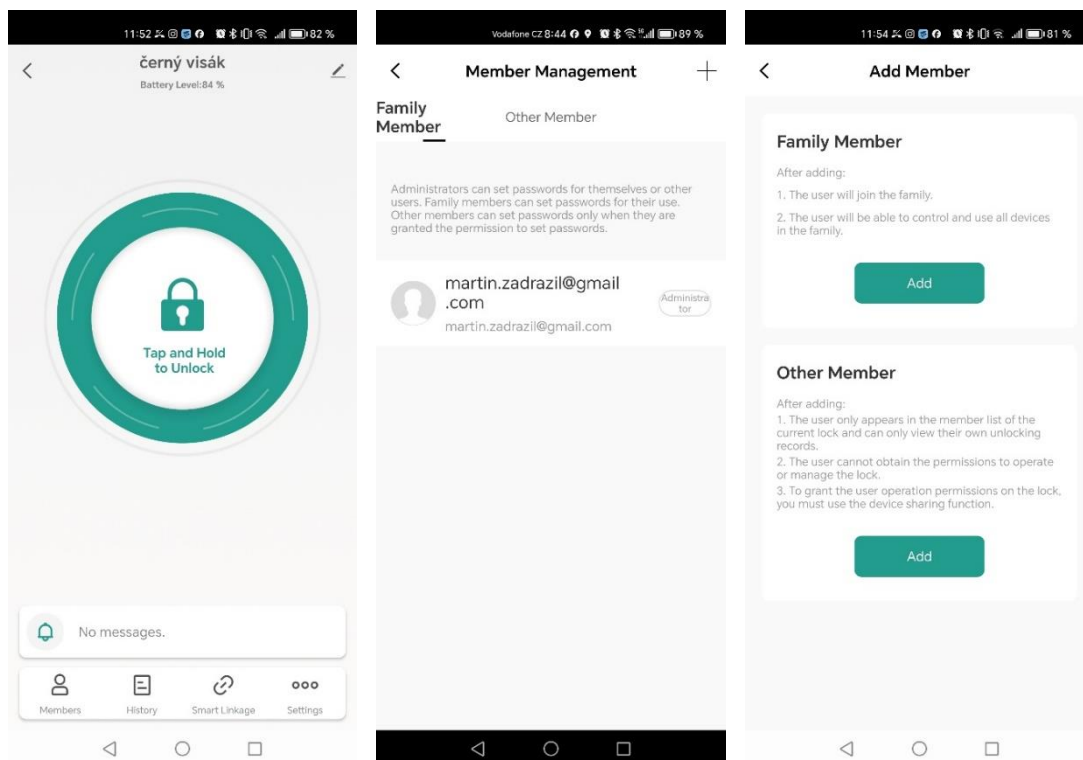 11:52 82 %
černý visák
Battery Level:84 %
Tap and Hold
to Unlock
No messages.
Members History Smart Linkage Settings
Vodafone CZ 8:44 89 %
Member Management
Family
Member
Other Member
Administrators can set passwords for themselves or other
users. Family members can set passwords for their use.
Other members can set passwords only when they are
granted the permission to set passwords.
martin.zadrazil@gmail
.com
Administra
tor
martin.zadrazil@gmail.com
11:54 81 %
Add Member
Family Member
After adding:
1. The user will join the family.
2. The user will be able to control and use all devices
in the family.
Add
Other Member
After adding:
1. The user only appears in the member list of the
current lock and can only view their own unlocking
records.
2. The user cannot obtain the permissions to operate
or manage the lock.
3. To grant the user operation permissions on the lock,
you must use the device sharing function.
Add